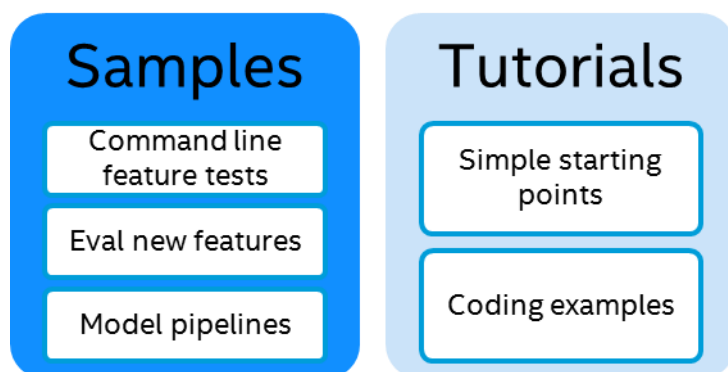 Samples
Command line
feature tests
Eval new features
Model pipelines
Tutorials
Simple starting
points
Coding examples